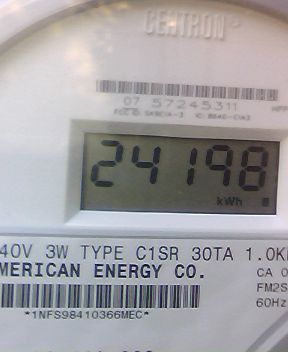 CENTRON
07 57245311
24198
kWh
40V 3W TYPE C1SR 30TA 1.0K
MERICAN ENERGY CO.
CA 0
FM2S
60Hz
*1NFS98410366MEC*